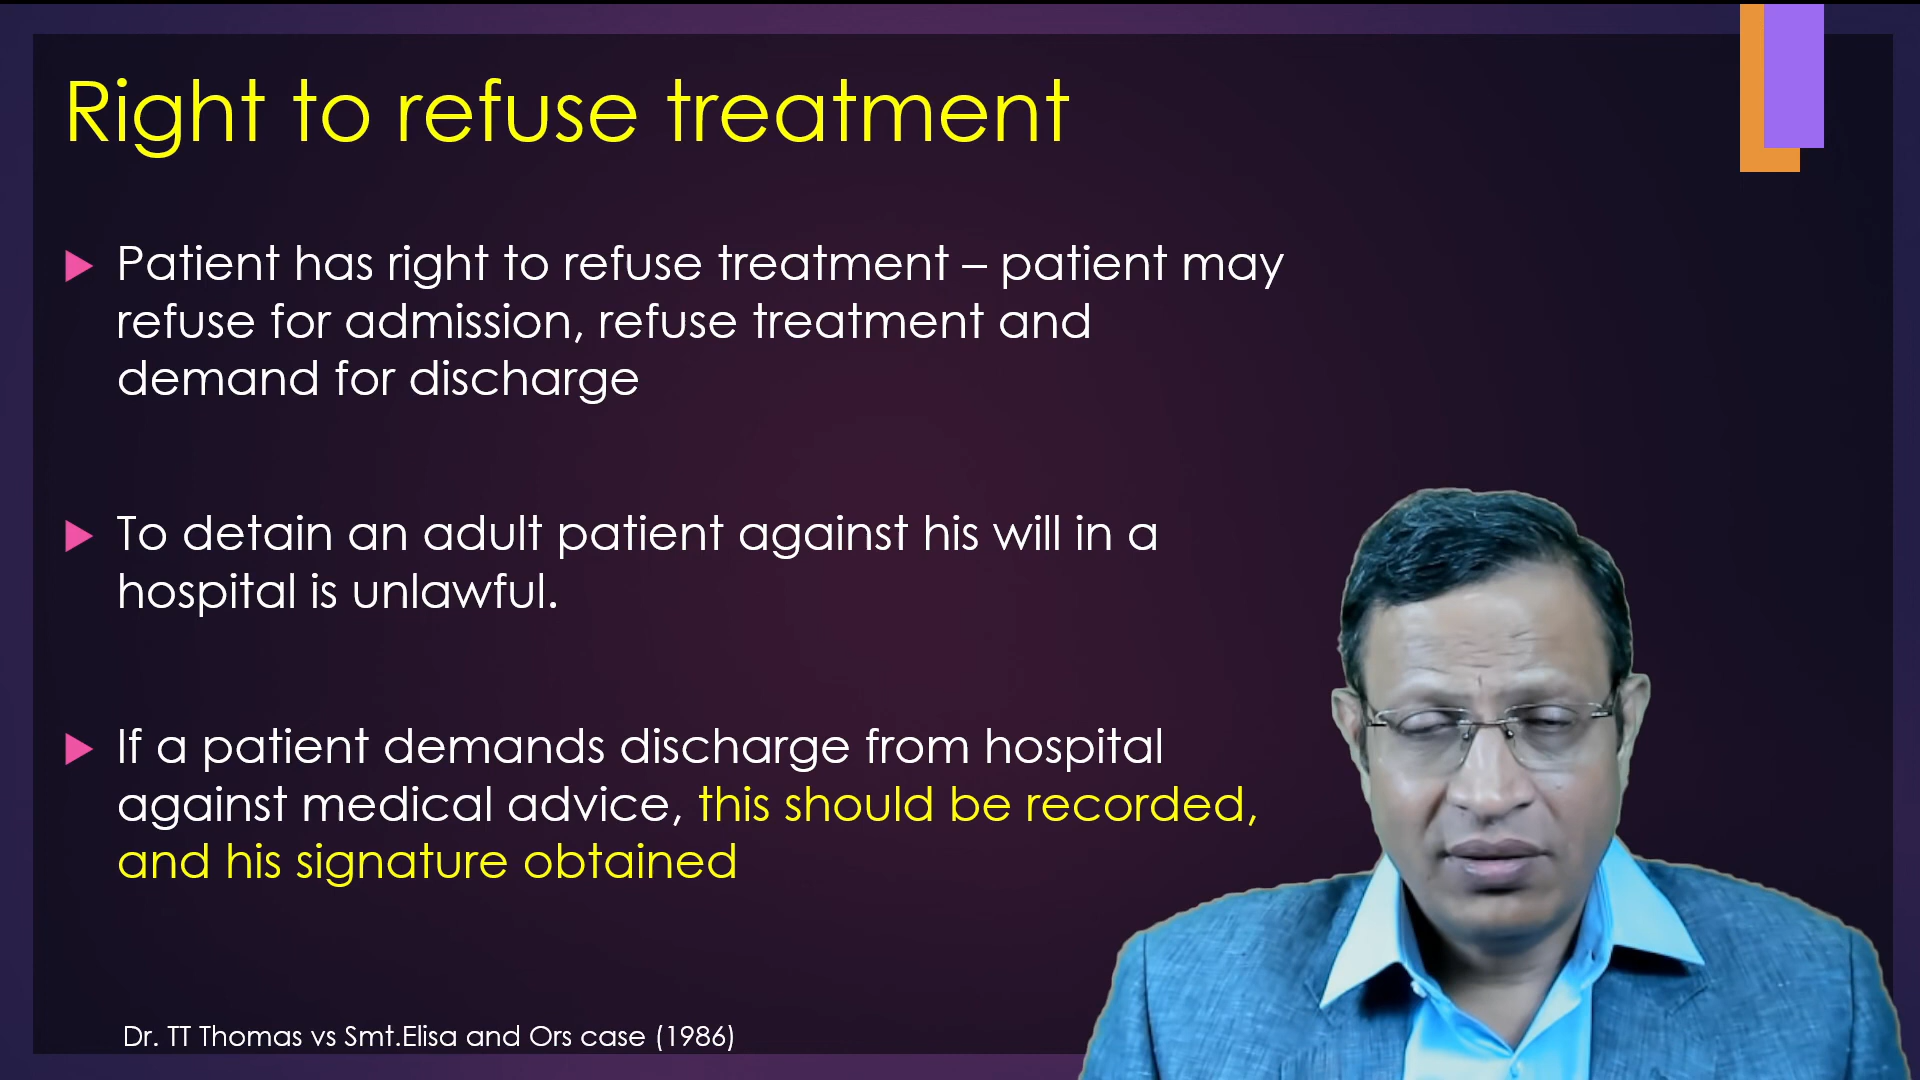 Right to refuse treatment
Patient has right to refuse treatment – patient may
refuse for admission, refuse treatment and
demand for discharge
To detain an adult patient against his will in a
hospital is unlawful.
If a patient demands discharge from hospital
against medical advice, this should be recorded,
and his signature obtained
Dr. TT Thomas vs Smt.Elisa and Ors case (1986)